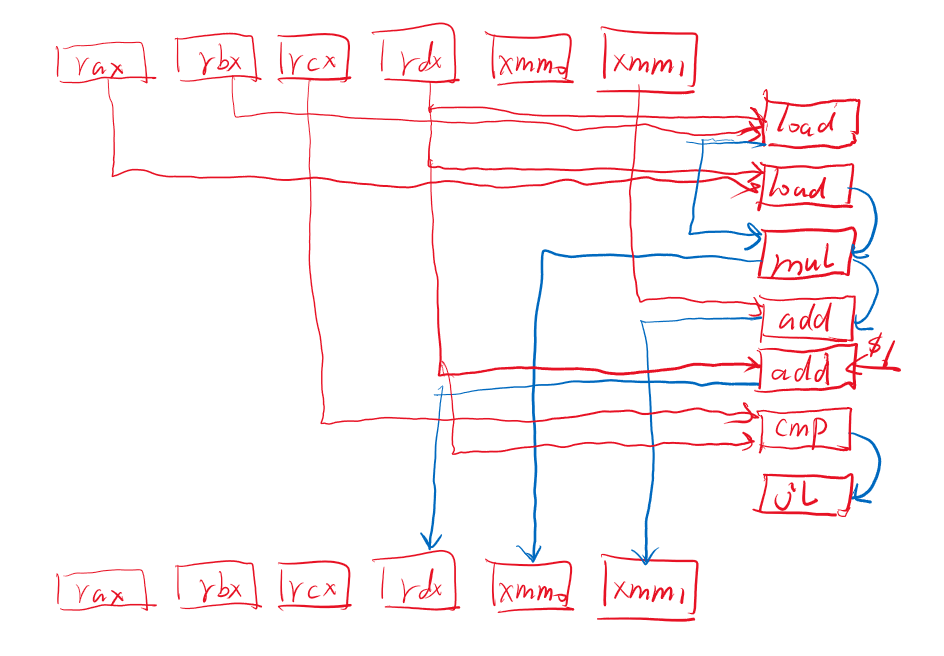 rax rbx rcx rdx xmm0 xmm1
load
load
mul
add
add $1
cmp
jL
rax rbx rcx rdx xmm0 xmm1